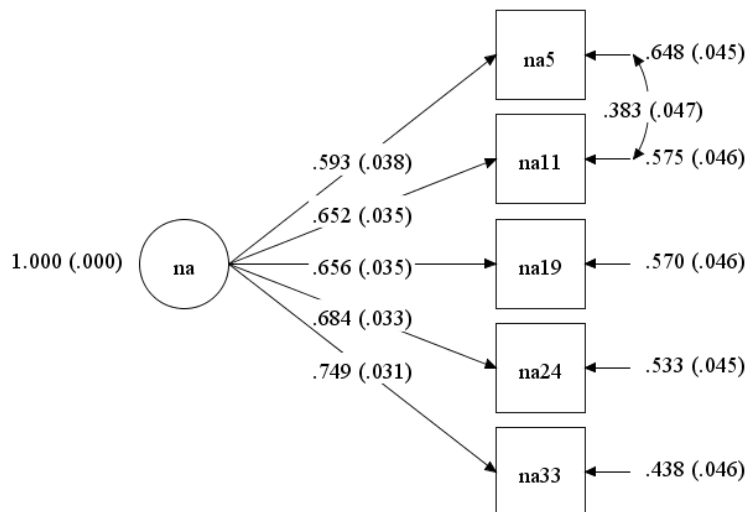 na5
.648 (.045)
.383 (.047)
.593 (.038)
na11
.575 (.046)
.652 (.035)
1.000 (.000)
na
.656 (.035)
na19
.570 (.046)
.684 (.033)
na24
.533 (.045)
.749 (.031)
na33
.438 (.046)